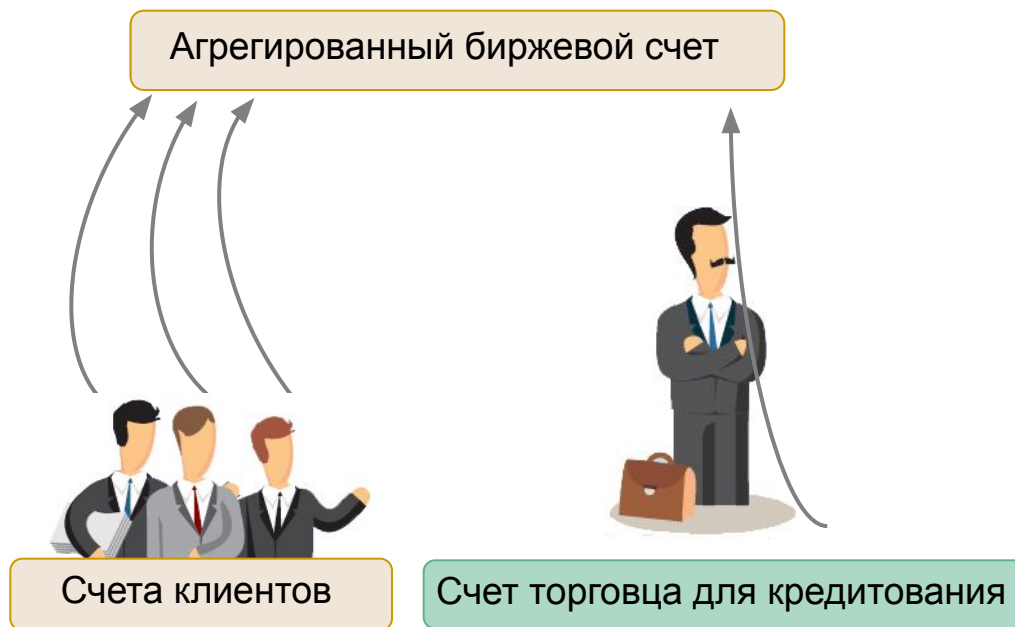 Агрегированный биржевой счет
Счета клиентов
Счет торговца для кредитования